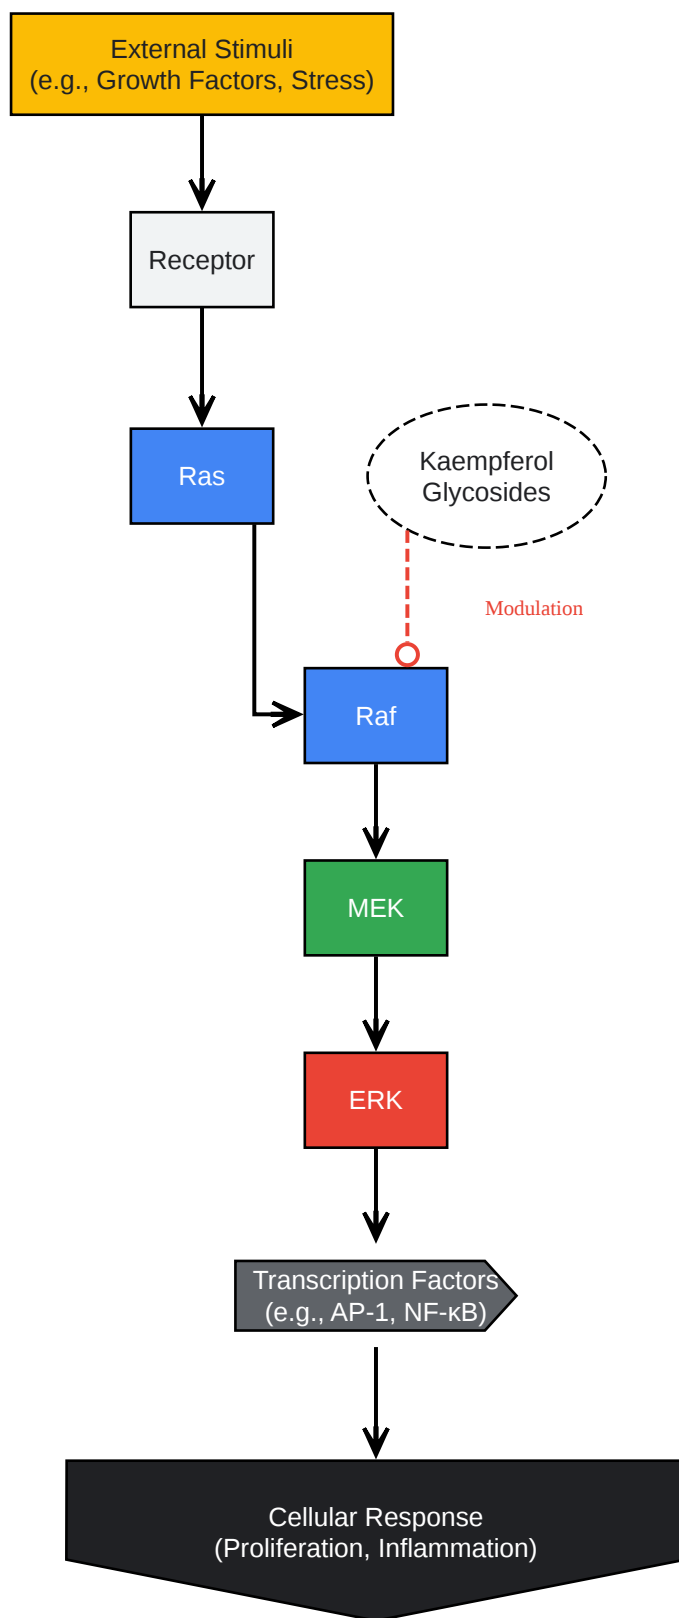 External Stimuli
(e.g., Growth Factors, Stress)
Receptor
Ras
Kaempferol
Glycosides
Modulation
Raf
MEK
ERK
Transcription Factors
(e.g., AP-1, NF-κB)
Cellular Response
(Proliferation, Inflammation)